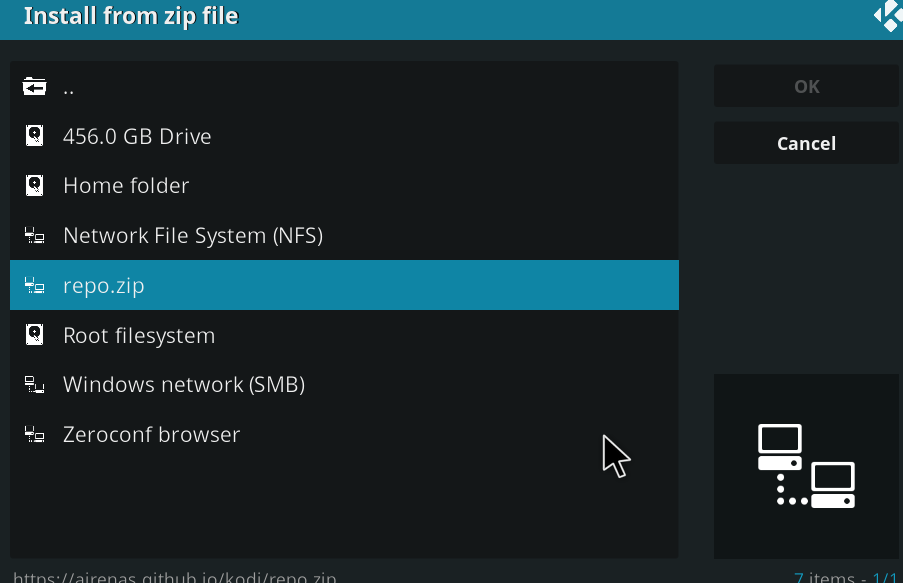 Install from zip file
..
456.0 GB Drive
Home folder
Network File System (NFS)
repo.zip
Root filesystem
Windows network (SMB)
Zeroconf browser
OK
Cancel
https://airenas.github.io/kodi/repo.zip
7 items - 1/1